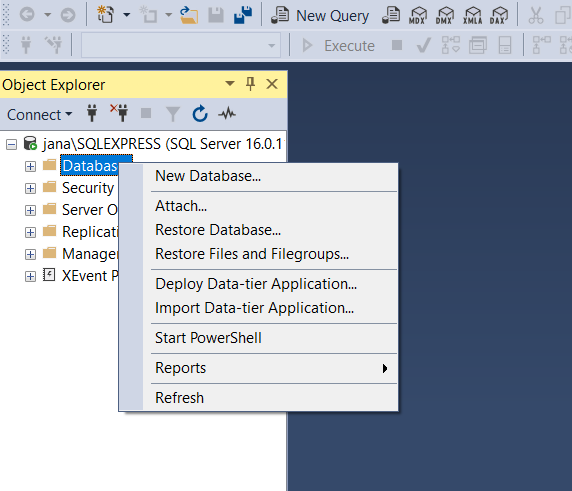 New Query
MDX
DMX
XMLA
DAX
Execute
Object Explorer
Connect
jana\SQLEXPRESS (SQL Server 16.0.1
Databas
Security
Server O
Replicati
Manager
XEvent P
New Database...
Attach...
Restore Database...
Restore Files and Filegroups...
Deploy Data-tier Application...
Import Data-tier Application...
Start PowerShell
Reports
Refresh